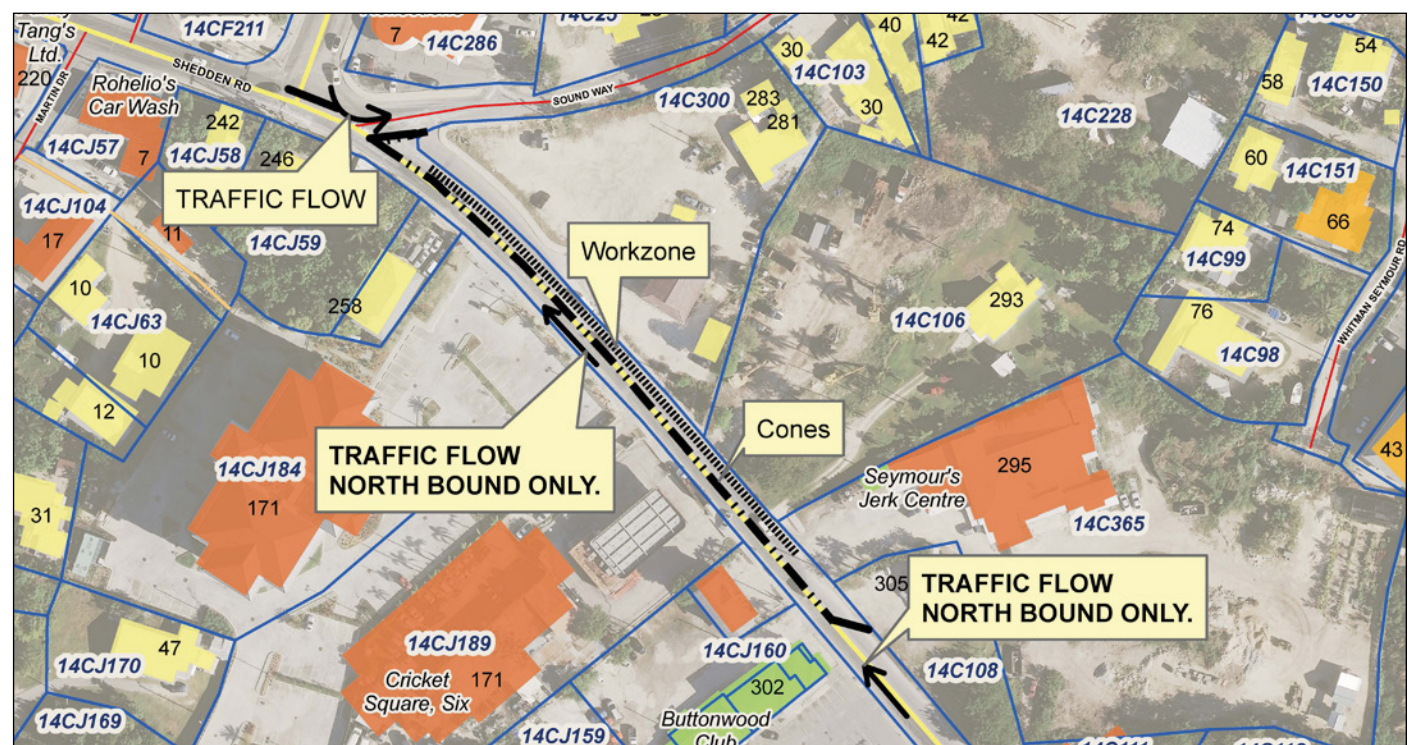 Tang's
Ltd.
220
MARTIN DR
14CF211
7
14C286
14C25
SHEDDEN RD
Rohelio's
Car Wash
14CJ57
7
14CJ58
242
246
SOUND WAY
14C300
283
281
30
14C103
30
40
42
42
14C228
58
54
14C150
60
14C151
66
74
14C99
76
14C98
WHITMAN SEYMOUR RD
43
TRAFFIC FLOW
14CJ104
17
11
14CJ59
10
14CJ63
10
12
258
Workzone
293
14C106
TRAFFIC FLOW
NORTH BOUND ONLY.
Cones
14CJ184
171
31
Seymour's
Jerk Centre
295
14C365
305
TRAFFIC FLOW
NORTH BOUND ONLY.
14C108
47
14CJ170
14CJ169
14CJ189
171
Cricket
Square, Six
14CJ160
302
Buttonwood
Club
14CJ159